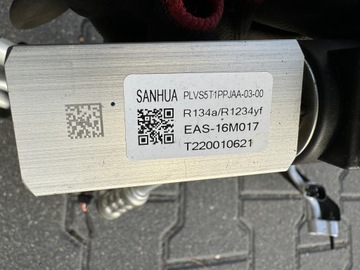 SANHUA PLVS5T1PPJAA-03-00
R134a/R1234yf
EAS-16M017
T220010621